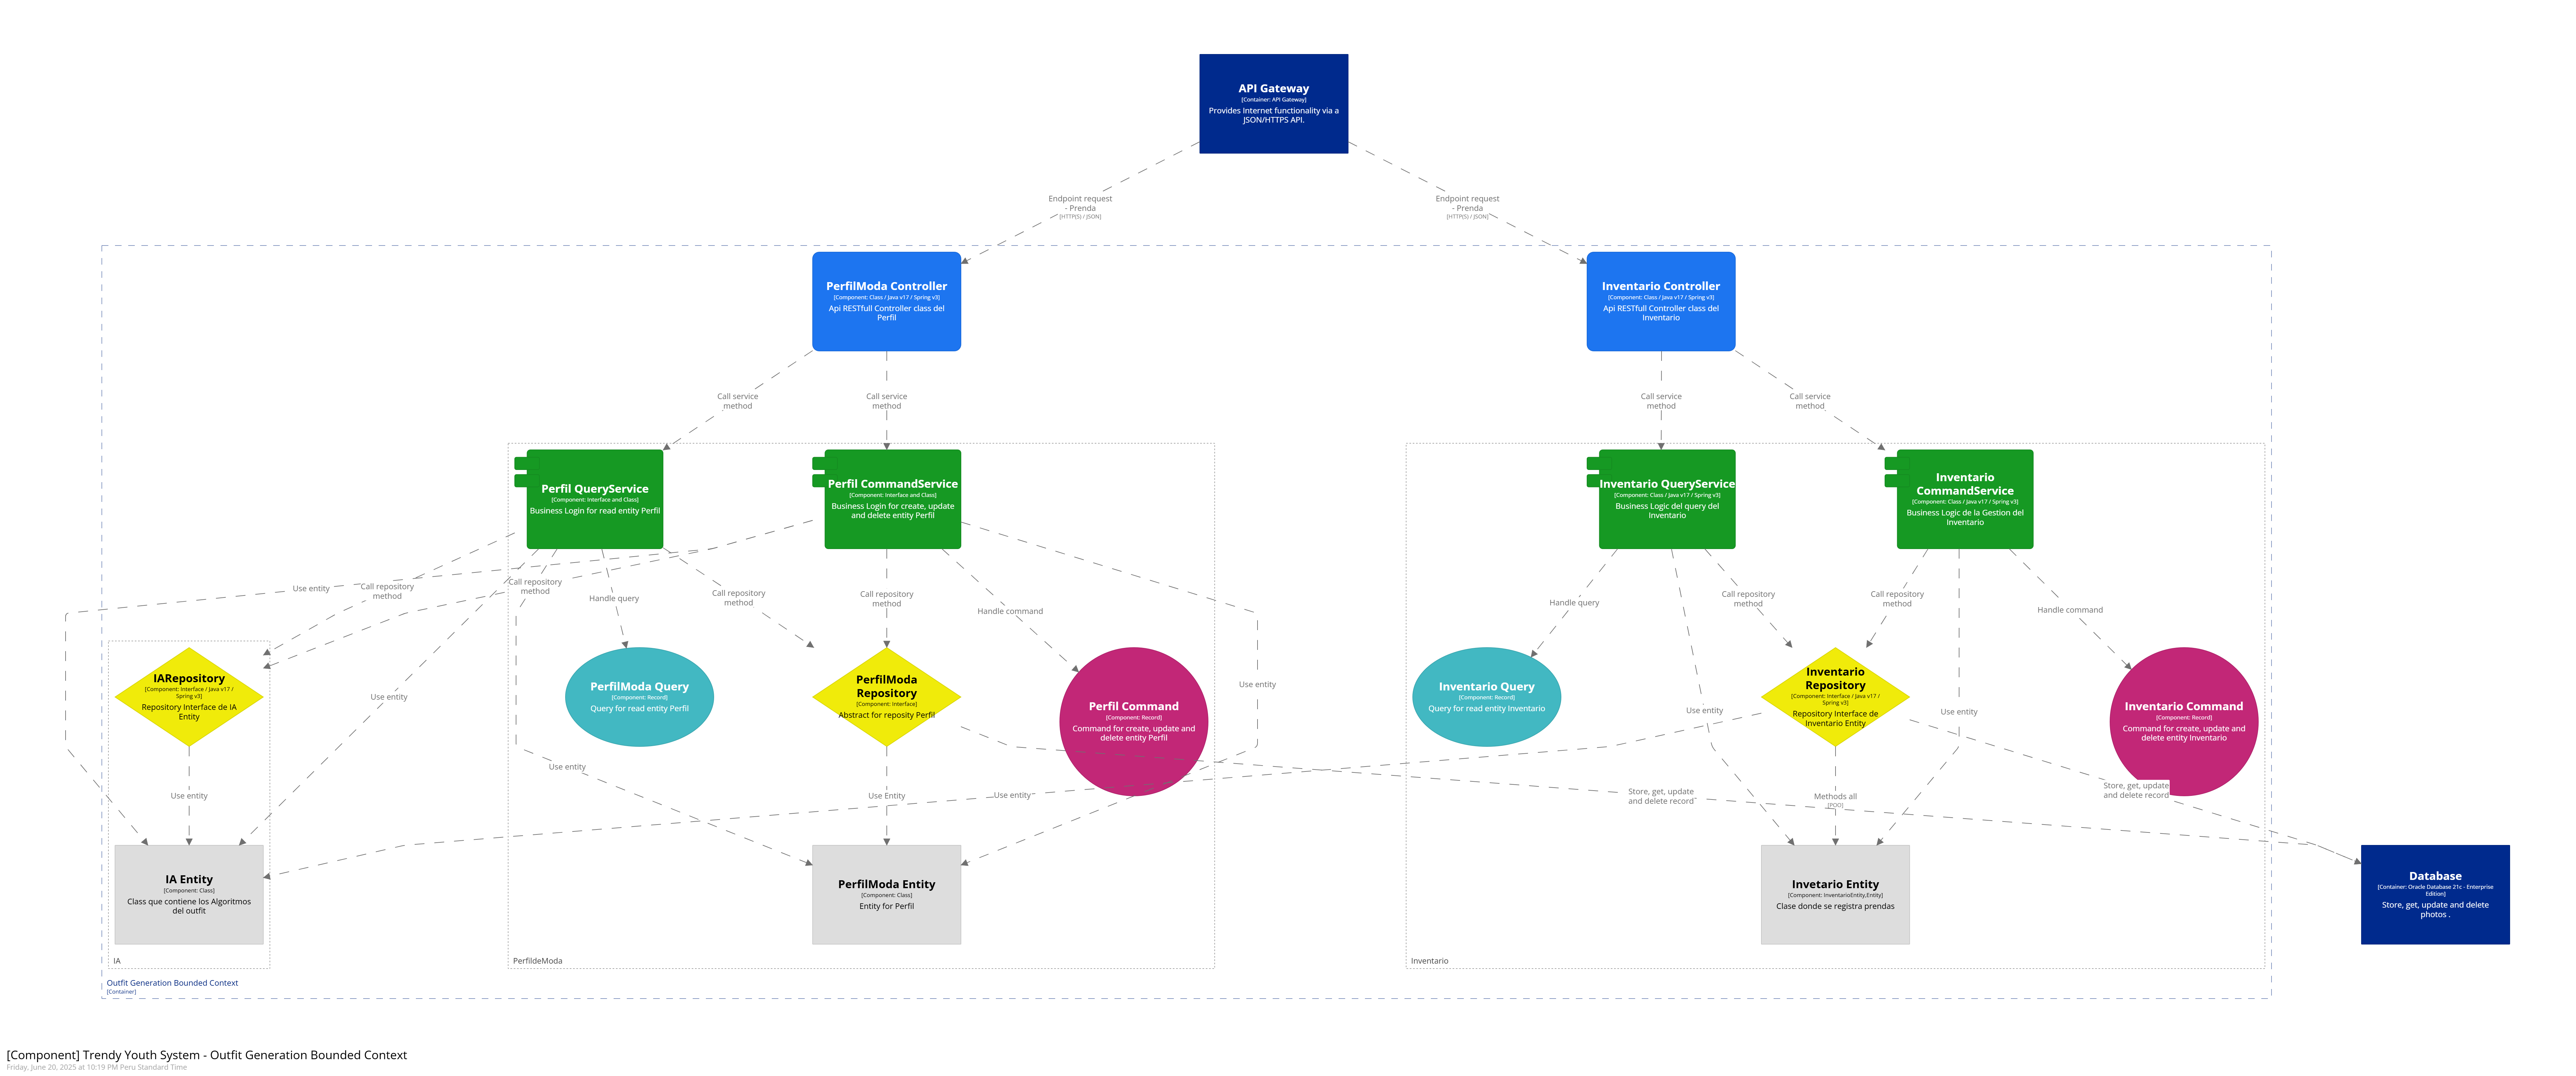 API Gateway
[Container: API Gateway]
Provides Internet functionality via a
JSON/HTTPS API.
Endpoint request
- Prenda
[HTTP(S) / JSON]
Endpoint request
- Prenda
[HTTP(S) / JSON]
PerfilModa Controller
[Component: Class / Java v17 / Spring v3]
Api RESTfull Controller class del
Perfil
Inventario Controller
[Component: Class / Java v17 / Spring v3]
Api RESTfull Controller class del
Inventario
Call service
method
Call service
method
Call service
method
Call service
method
Perfil QueryService
[Component: Interface and Class]
Business Login for read entity Perfil
Perfil CommandService
[Component: Interface and Class]
Business Login for create, update
and delete entity Perfil
Inventario QueryService
[Component: Class / Java v17 / Spring v3]
Business Logic del query del
Inventario
Inventario
CommandService
[Component: Class / Java v17 / Spring v3]
Business Logic de la Gestion del
Inventario
Use entity
Call repository
method
Call repository
method
Handle query
Call repository
method
Call repository
method
Handle command
Handle query
Call repository
method
Call repository
method
Handle command
IARepository
[Component: Interface / Java v17 /
Spring v3]
Repository Interface de IA
Entity
Use entity
PerfilModa Query
[Component: Record]
Query for read entity Perfil
PerfilModa
Repository
[Component: Interface]
Abstract for reposity Perfil
Perfil Command
[Component: Record]
Command for create, update and
delete entity Perfil
Use entity
Inventario Query
[Component: Record]
Query for read entity Inventario
Use entity
Inventario
Repository
[Component: Interface / Java v17 /
Spring v3]
Repository Interface de
Inventario Entity
Use entity
Inventario Command
[Component: Record]
Command for create, update and
delete entity Inventario
Use entity
Use entity
Use Entity
Use entity
Store, get, update
and delete record
Methods all
[POO]
Store, get, update
and delete record
IA Entity
[Component: Class]
Class que contiene los Algoritmos
del outfit
PerfilModa Entity
[Component: Class]
Entity for Perfil
Invetario Entity
[Component: InventarioEntity,Entity]
Clase donde se registra prendas
Database
[Container: Oracle Database 21c - Enterprise
Edition]
Store, get, update and delete
photos .
IA
PerfildeModa
Inventario
Outfit Generation Bounded Context
[Container]
[Component] Trendy Youth System - Outfit Generation Bounded Context
Friday, June 20, 2025 at 10:19 PM Peru Standard Time